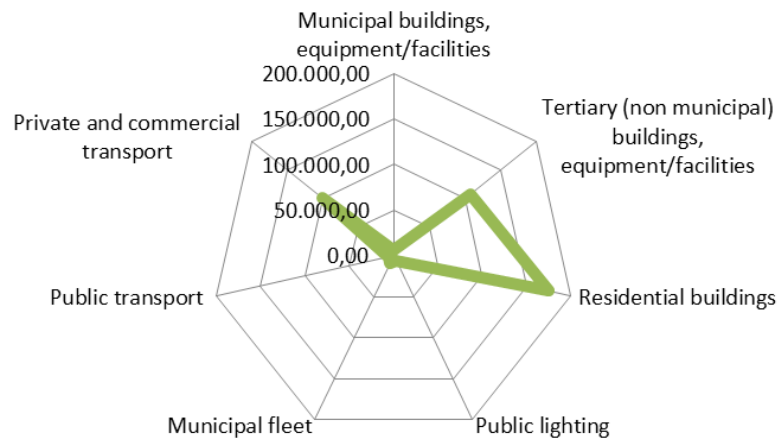 Municipal buildings,
equipment/facilities
200.000,00
150.000,00
100.000,00
50.000,00
0,00
Tertiary (non municipal)
buildings,
equipment/facilities
Residential buildings
Public lighting
Municipal fleet
Public transport
Private and commercial
transport